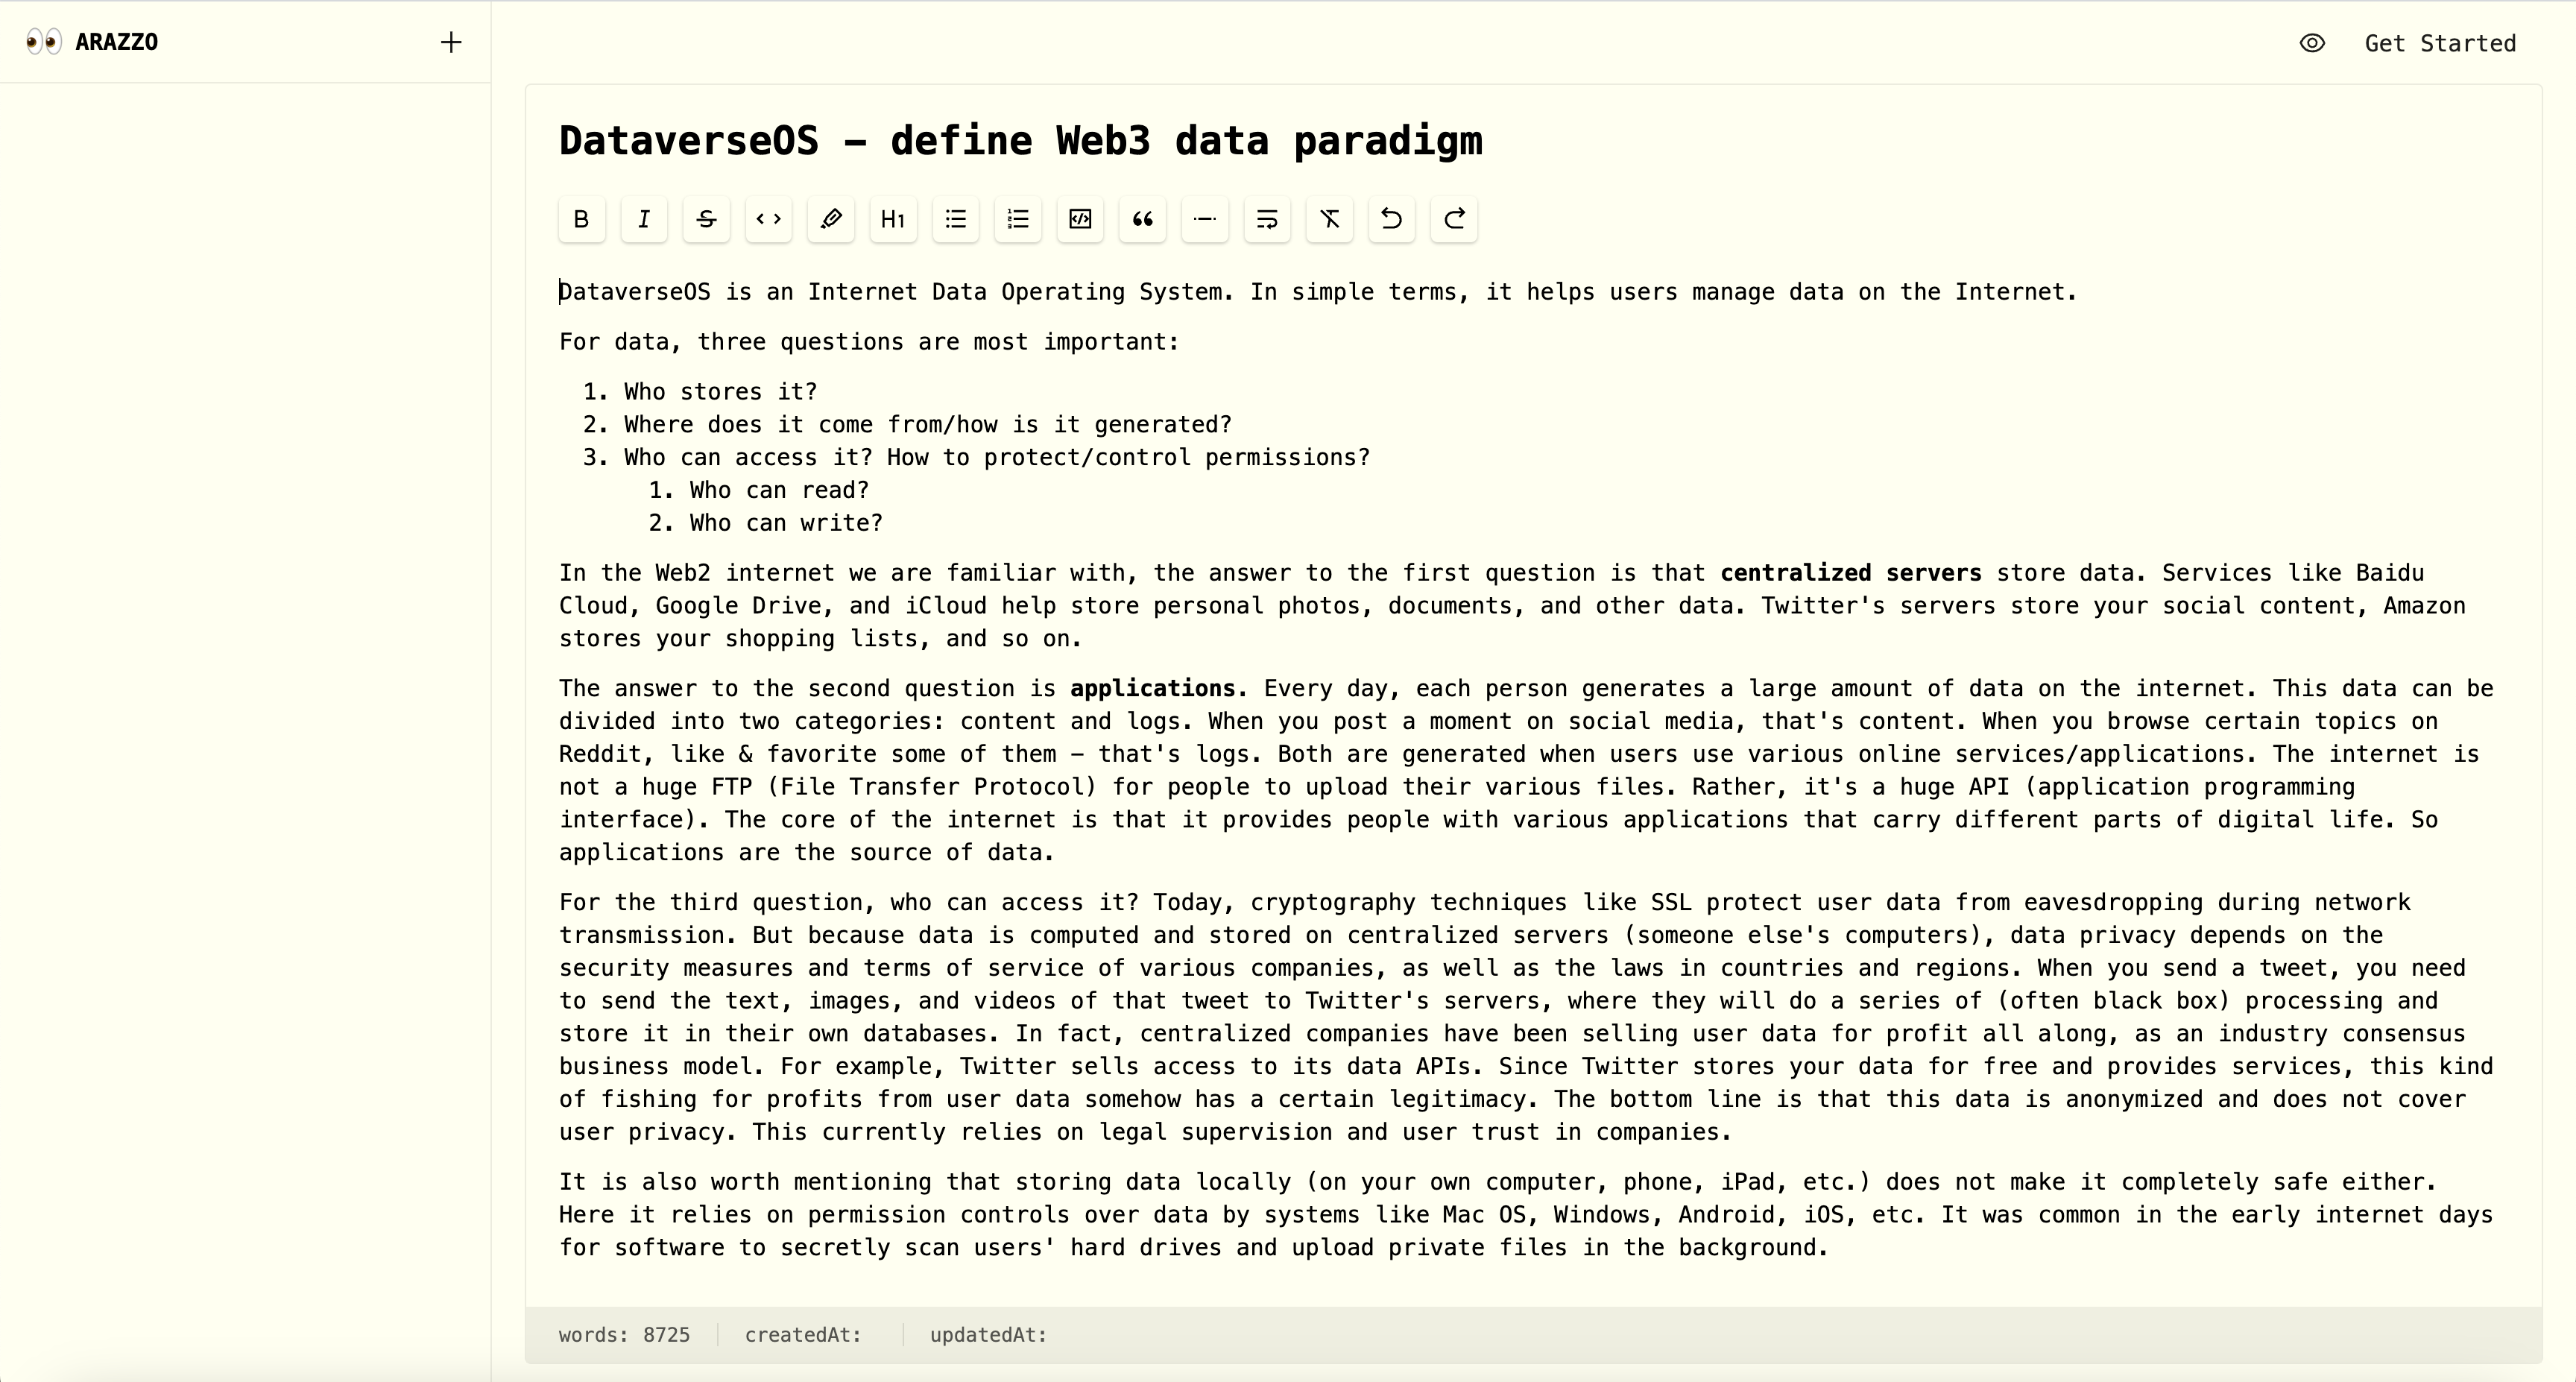 👀 ARAZZO
Get Started
DataverseOS — define Web3 data paradigm
B I S H1
DataverseOS is an Internet Data Operating System. In simple terms, it helps users manage data on the Internet.
For data, three questions are most important:
1. Who stores it?
2. Where does it come from/how is it generated?
3. Who can access it? How to protect/control permissions?
1. Who can read?
2. Who can write?
In the Web2 internet we are familiar with, the answer to the first question is that centralized servers store data. Services like Baidu
Cloud, Google Drive, and iCloud help store personal photos, documents, and other data. Twitter's servers store your social content, Amazon
stores your shopping lists, and so on.
The answer to the second question is applications. Every day, each person generates a large amount of data on the internet. This data can be
divided into two categories: content and logs. When you post a moment on social media, that's content. When you browse certain topics on
Reddit, like & favorite some of them — that's logs. Both are generated when users use various online services/applications. The internet is
not a huge FTP (File Transfer Protocol) for people to upload their various files. Rather, it's a huge API (application programming
interface). The core of the internet is that it provides people with various applications that carry different parts of digital life. So
applications are the source of data.
For the third question, who can access it? Today, cryptography techniques like SSL protect user data from eavesdropping during network
transmission. But because data is computed and stored on centralized servers (someone else's computers), data privacy depends on the
security measures and terms of service of various companies, as well as the laws in countries and regions. When you send a tweet, you need
to send the text, images, and videos of that tweet to Twitter's servers, where they will do a series of (often black box) processing and
store it in their own databases. In fact, centralized companies have been selling user data for profit all along, as an industry consensus
business model. For example, Twitter sells access to its data APIs. Since Twitter stores your data for free and provides services, this kind
of fishing for profits from user data somehow has a certain legitimacy. The bottom line is that this data is anonymized and does not cover
user privacy. This currently relies on legal supervision and user trust in companies.
It is also worth mentioning that storing data locally (on your own computer, phone, iPad, etc.) does not make it completely safe either.
Here it relies on permission controls over data by systems like Mac OS, Windows, Android, iOS, etc. It was common in the early internet days
for software to secretly scan users' hard drives and upload private files in the background.
words: 8725 createdAt: updatedAt: